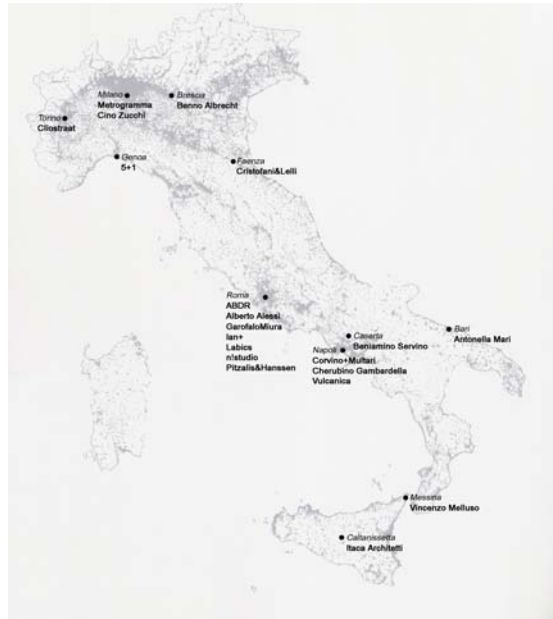 Milano
Metrogramma
Cino Zucchi
Brescia
Benno Albrecht
Torino
Cliostraat
Genoa
5+1
Faenza
Cristofani&Lelli
Roma
ABDR
Alberto Alessi
GarofaloMiura
Ian+
Labics
n!studio
Pitzalis&Hanssen
Caserta
Beniamino Servino
Napoli
Corvino+Multari
Cherubino Gambardella
Vulcanica
Bari
Antonella Mari
Messina
Vincenzo Melluso
Caltanissetta
Itaca Architetti